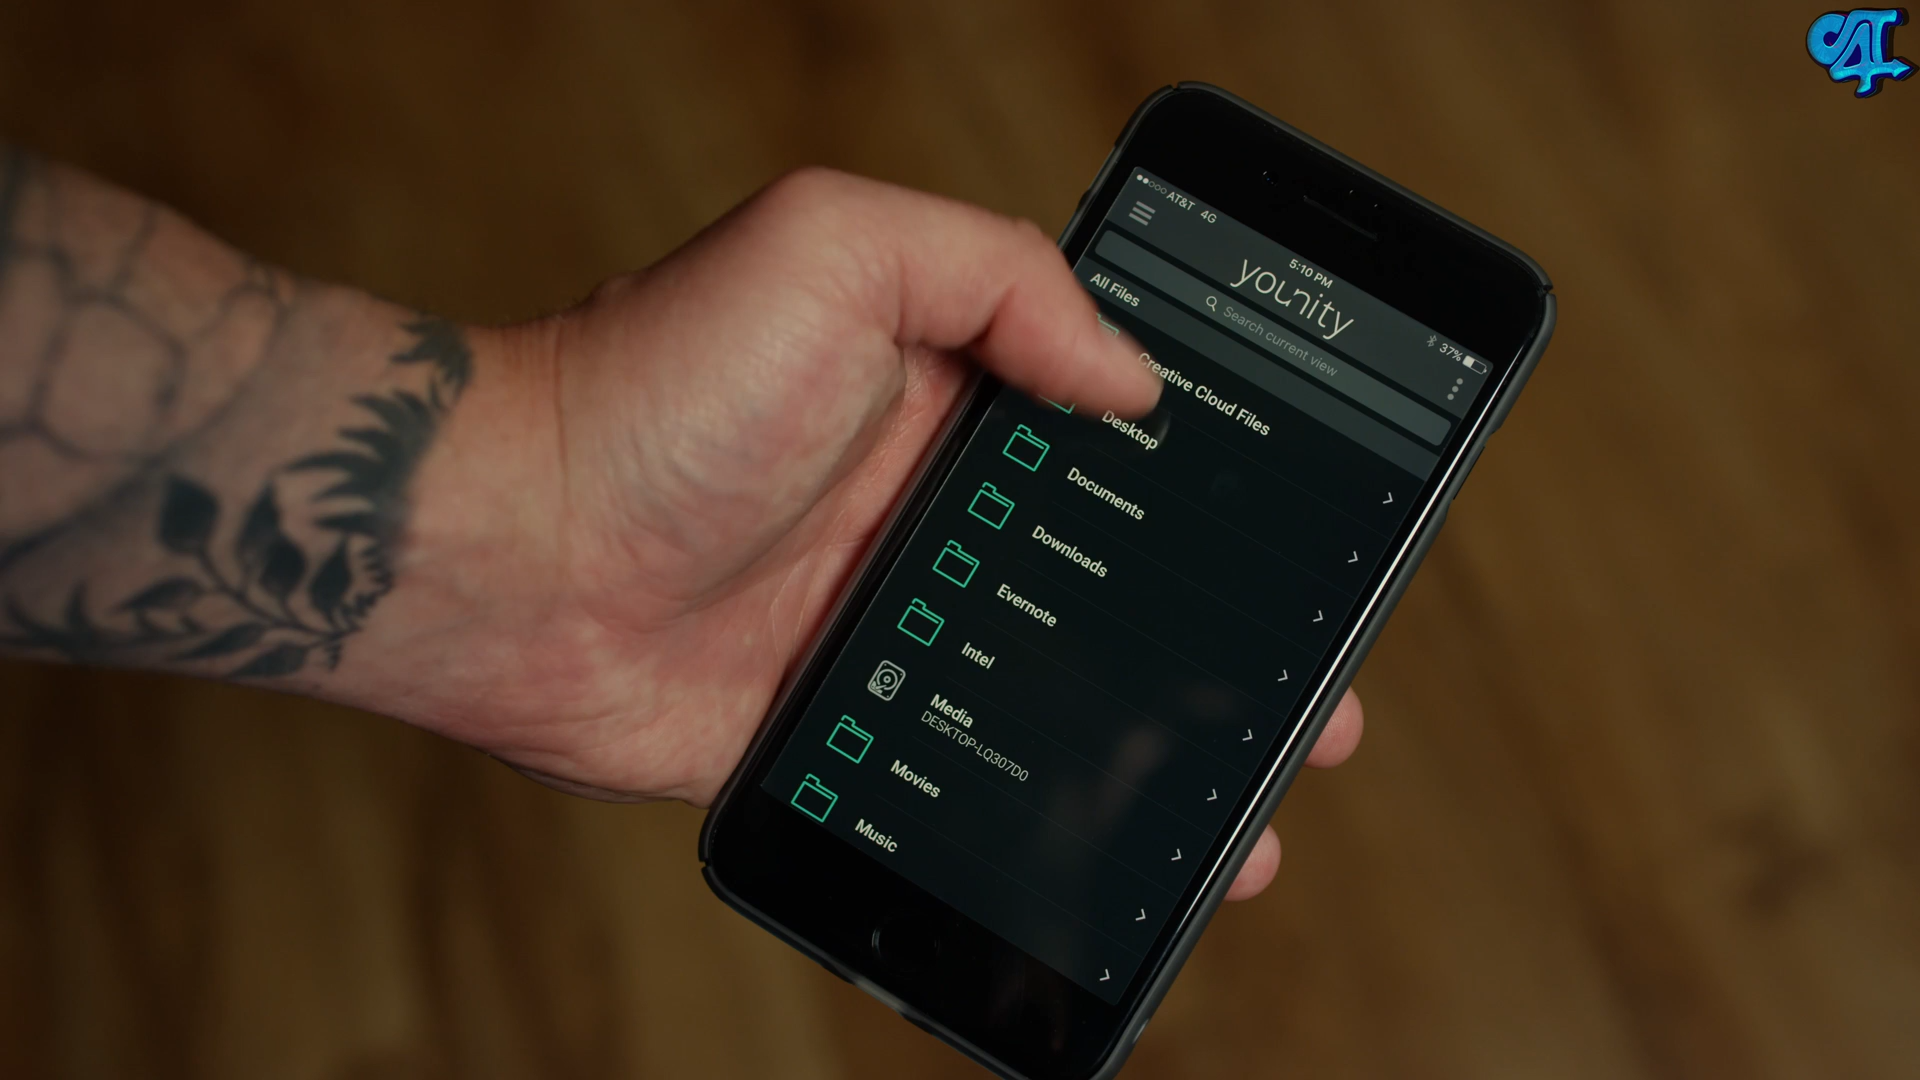 AT&T 4G
5:10 PM
37%
younity
Search current view
All Files
Creative Cloud Files
Desktop
Documents
Downloads
Evernote
Intel
Media
DESKTOP-LQ307D0
Movies
Music